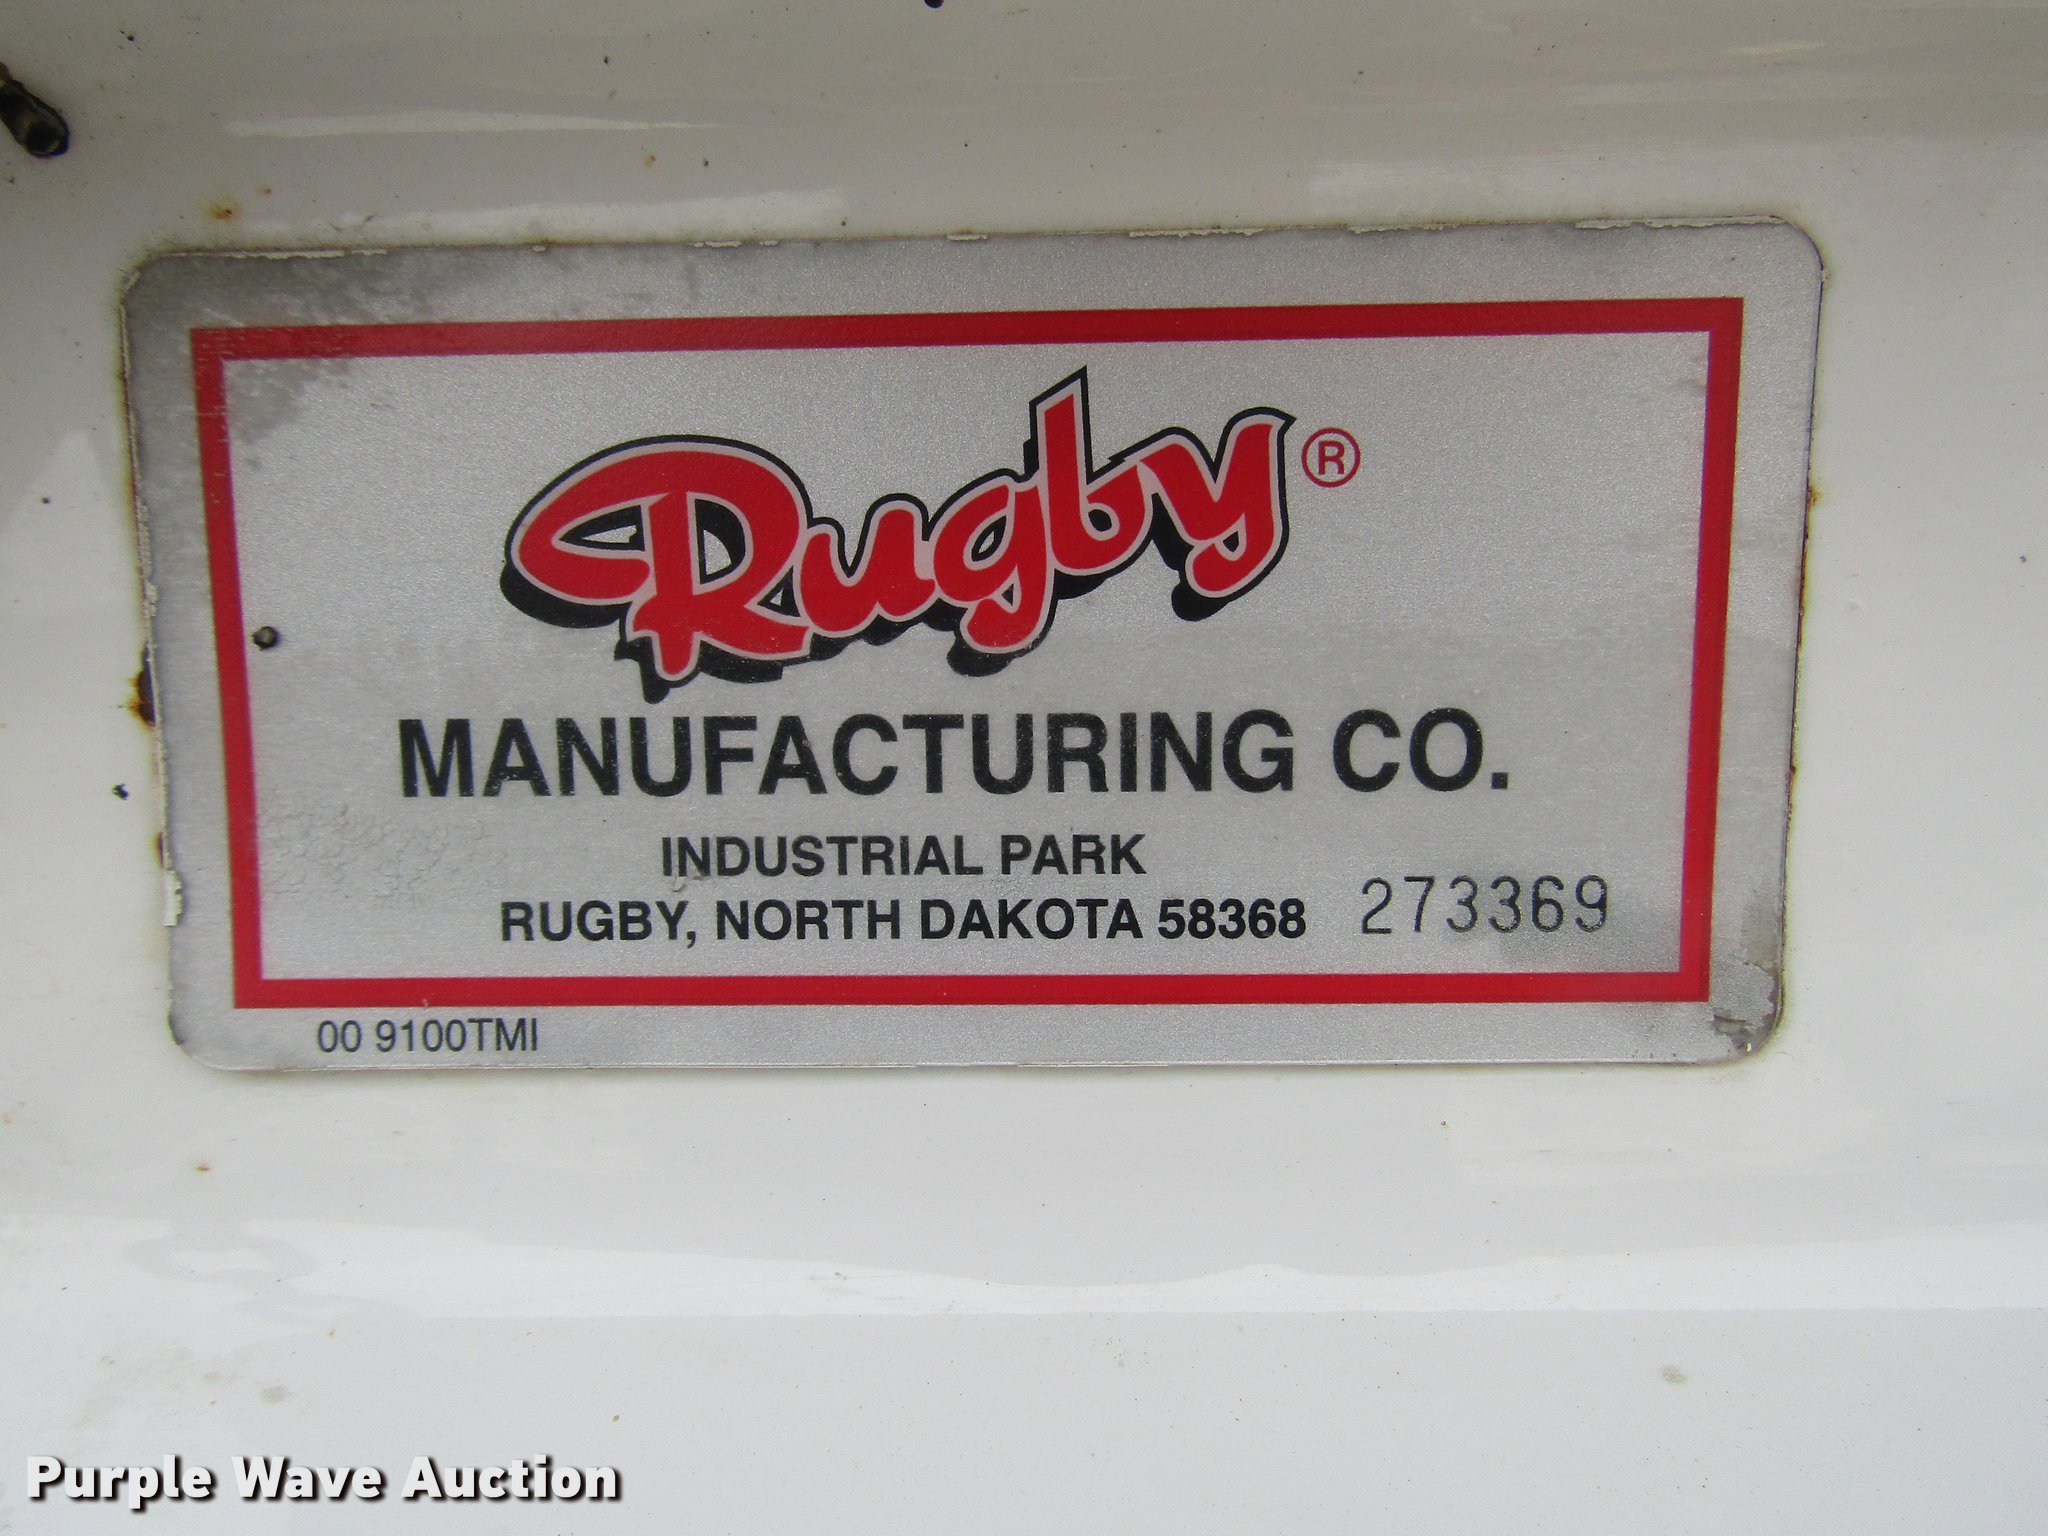 Rugby®
MANUFACTURING CO.
INDUSTRIAL PARK
RUGBY, NORTH DAKOTA 58368 273369
00 9100TMI
Purple Wave Auction